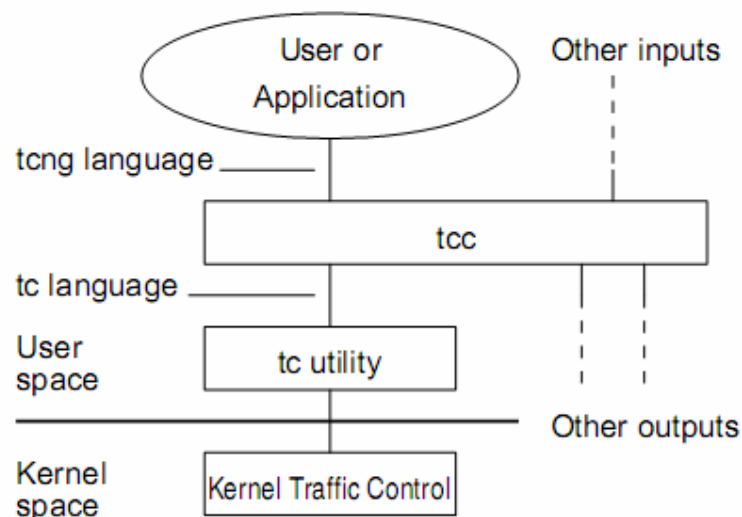 User or
Application
Other inputs
tcng language
tcc
tc language
User
space
tc utility
Other outputs
Kernel
space
Kernel Traffic Control